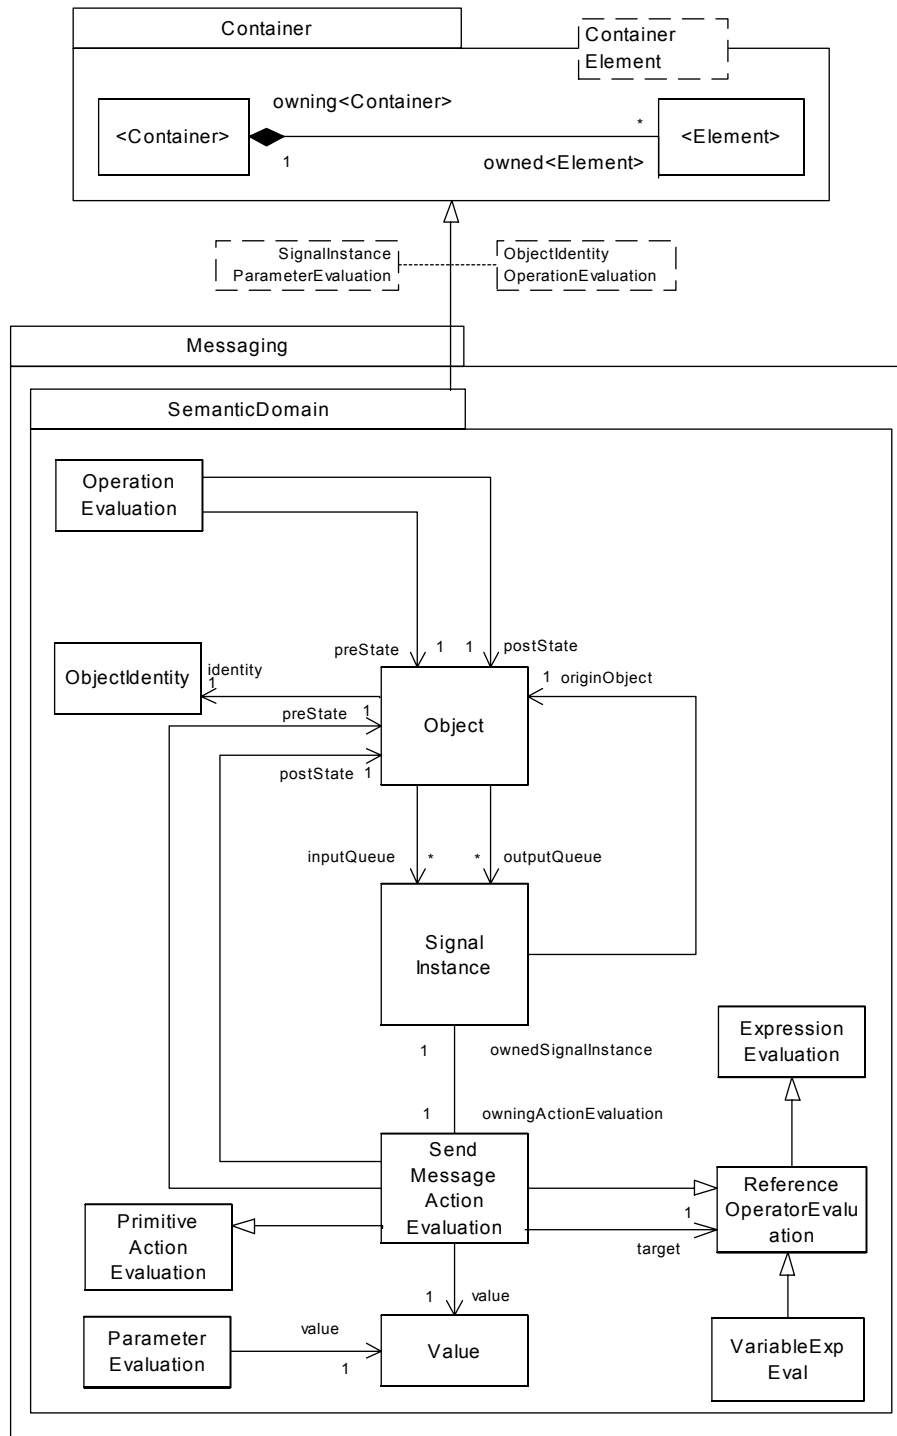 Container
Container
Element
owning<Container>
<Container>
*
<Element>
1
owned<Element>
SignalInstance
ParameterEvaluation
ObjectIdentity
OperationEvaluation
Messaging
SemanticDomain
Operation
Evaluation
preState
1
1
postState
ObjectIdentity
identity
1
1
originObject
preState
1
Object
postState
1
inputQueue
*
*
outputQueue
Signal
Instance
1
ownedSignalInstance
Expression
Evaluation
1
owningActionEvaluation
Send
Message
Action
Evaluation
Reference
OperatorEvalu
ation
1
target
Primitive
Action
Evaluation
1
value
Parameter
Evaluation
value
1
Value
VariableExp
Eval